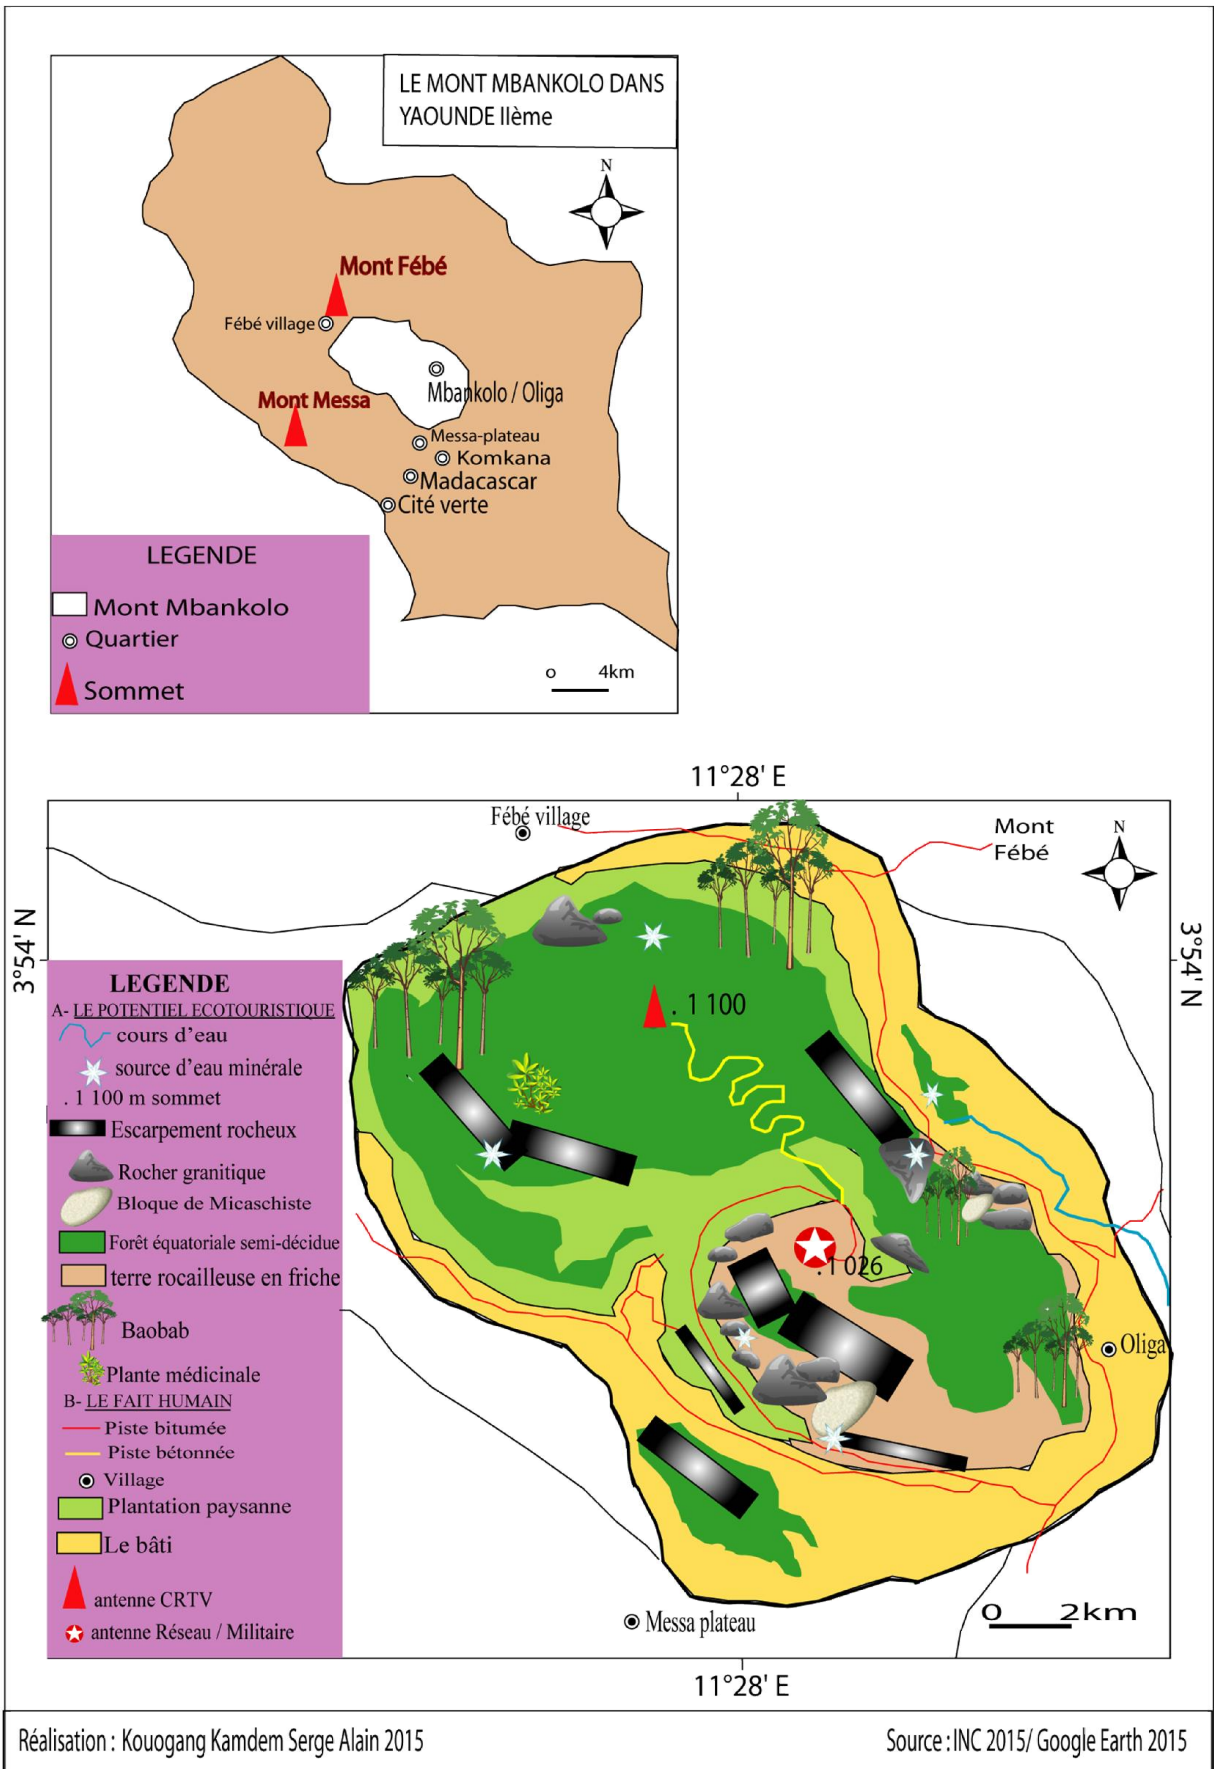 LE MONT MBANKOLO DANS
YAOUNDE IIème
N
Mont Fébé
Fébé village
Mbankolo / Oliga
Mont Messa
Messa-plateau
Komkana
Madacascar
Cité verte
LEGENDE
Mont Mbankolo
Quartier
Sommet
o 4km
11°28' E
Fébé village
Mont
Fébé
N
3°54' N
3°54' N
. 1 100
. 1 026
Oliga
Messa plateau
0 2km
11°28' E
LEGENDE
A- LE POTENTIEL ECOTOURISTIQUE
cours d'eau
source d'eau minérale
. 1 100 m sommet
Escarpement rocheux
Rocher granitique
Bloque de Micaschiste
Forêt équatoriale semi-décidue
terre rocailleuse en friche
Baobab
Plante médicinale
B- LE FAIT HUMAIN
Piste bitumée
Piste bétonnée
Village
Plantation paysanne
Le bâti
antenne CRTV
antenne Réseau / Militaire
Réalisation : Kouogang Kamdem Serge Alain 2015
Source : INC 2015/ Google Earth 2015